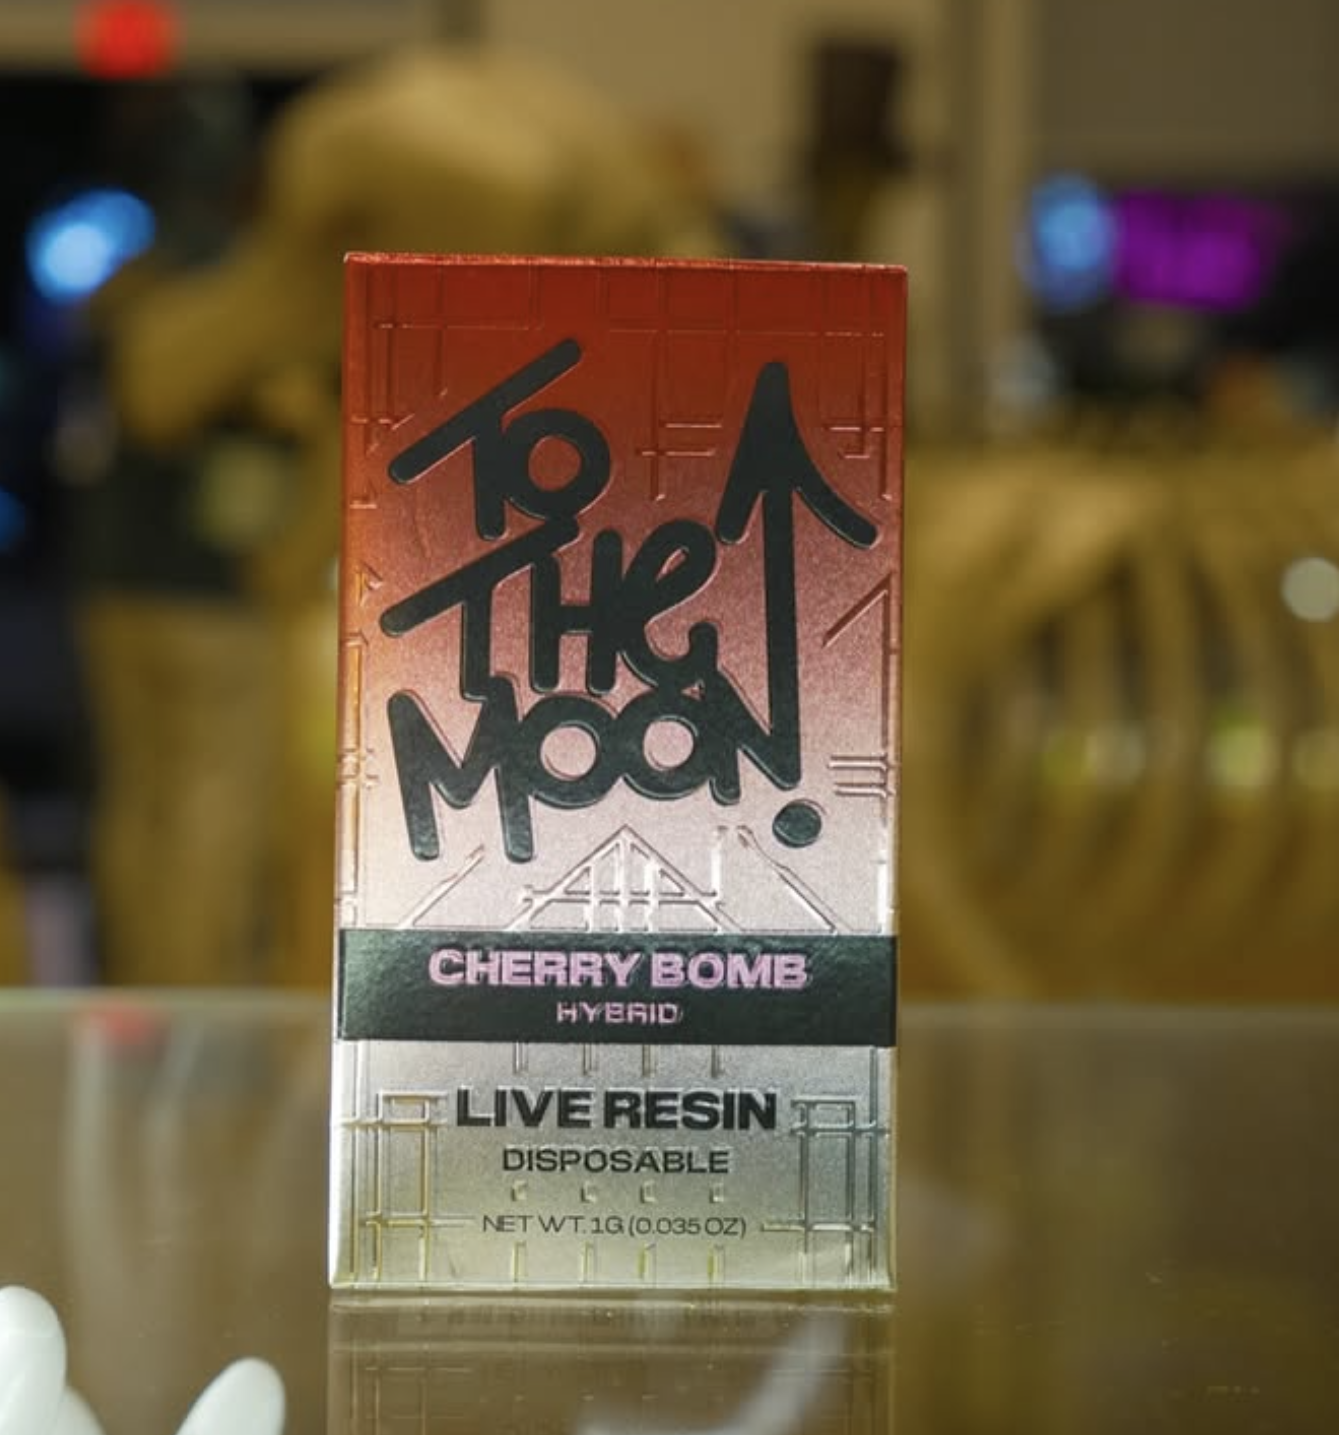 TO
THe
MOON
CHERRY BOMB
HYBRID
LIVE RESIN
DISPOSABLE
NET WT. 1G (0.035 OZ)